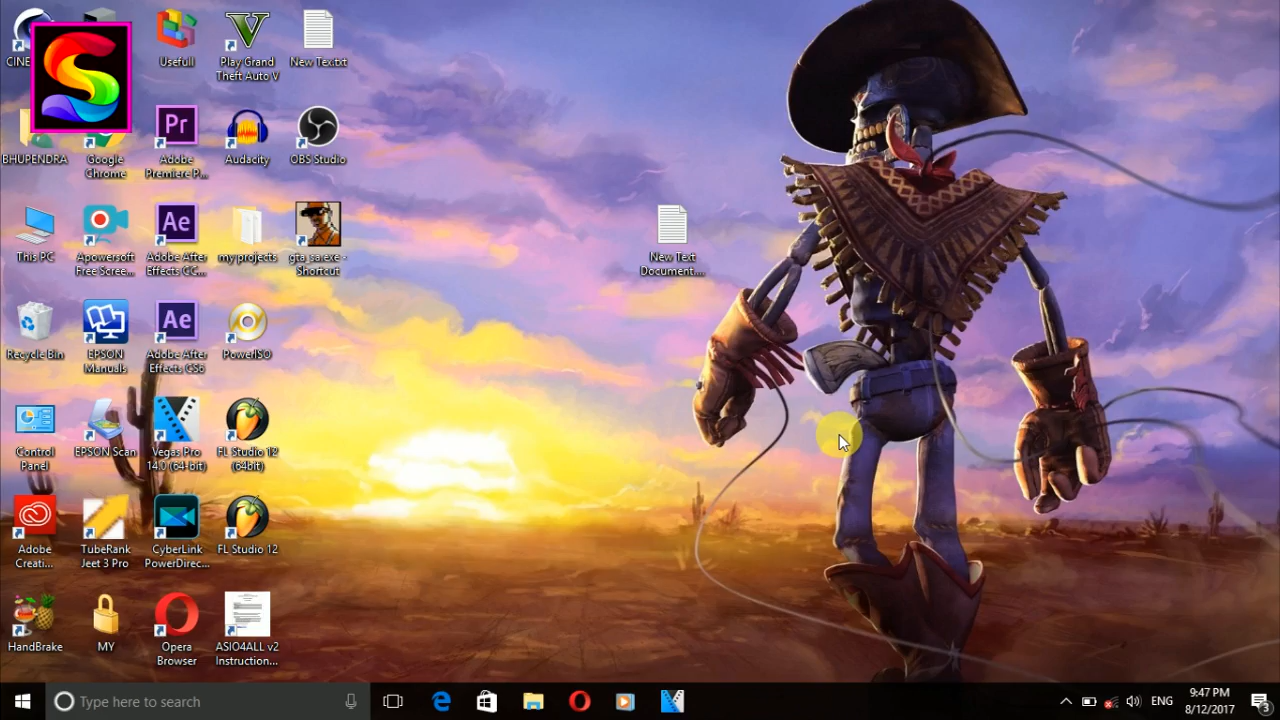 CINE
Usefull
Play Grand
Theft Auto V
New Tex.txt
BHUPENDRA
Google
Chrome
Pr
Adobe
Premiere P...
Audacity
OBS Studio
This PC
Apowersoft
Free Scree...
Ae
Adobe After
Effects CC...
my projects
gta_sa.exe -
Shortcut
New Text
Document....
Recycle Bin
EPSON
Manuals
Ae
Adobe After
Effects CS6
PowerISO
Control
Panel
EPSON Scan
Vegas Pro
14.0 (64-bit)
FL Studio 12
(64bit)
Adobe
Creati...
TubeRank
Jeet 3 Pro
CyberLink
PowerDirec...
FL Studio 12
HandBrake
MY
Opera
Browser
ASIO4ALL v2
Instruction...
Type here to search
ENG
9:47 PM
8/12/2017
3